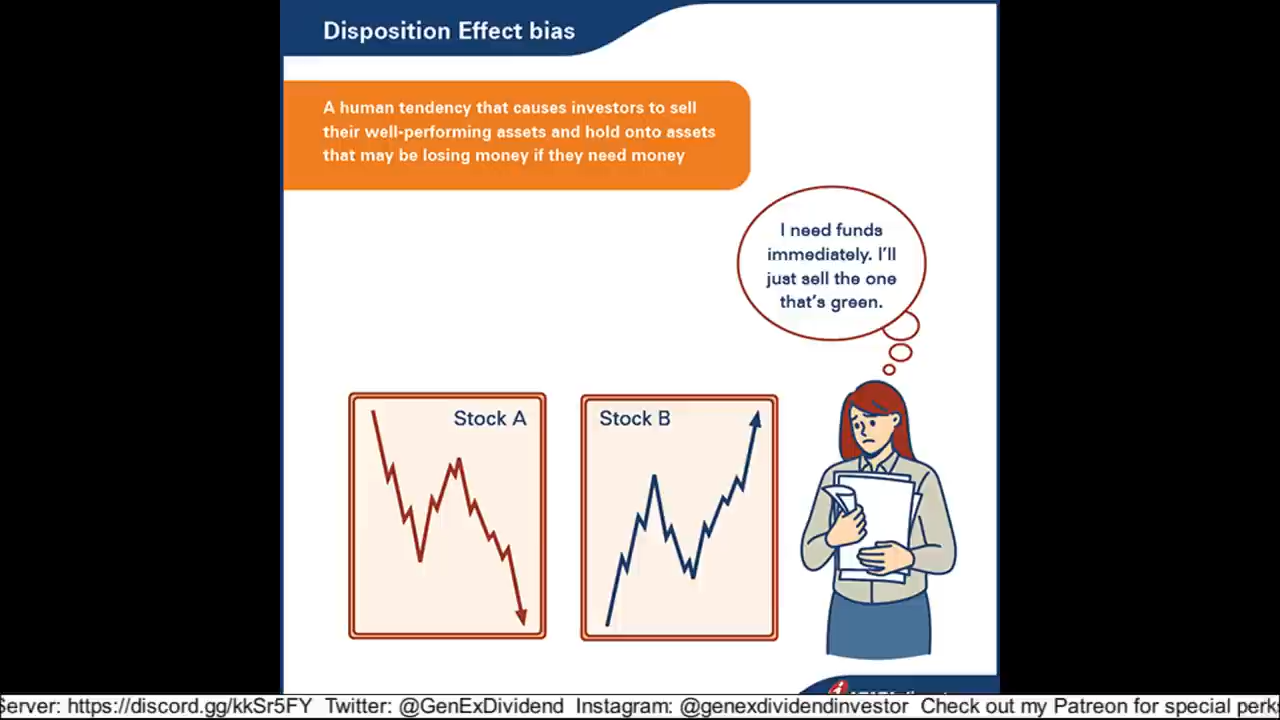 Disposition Effect bias
A human tendency that causes investors to sell
their well-performing assets and hold onto assets
that may be losing money if they need money
I need funds
immediately. I'll
just sell the one
that's green.
Stock A
Stock B
Server: https://discord.gg/kkSr5FY Twitter: @GenExDividend Instagram: @genexdividendinvestor Check out my Patreon for special perk